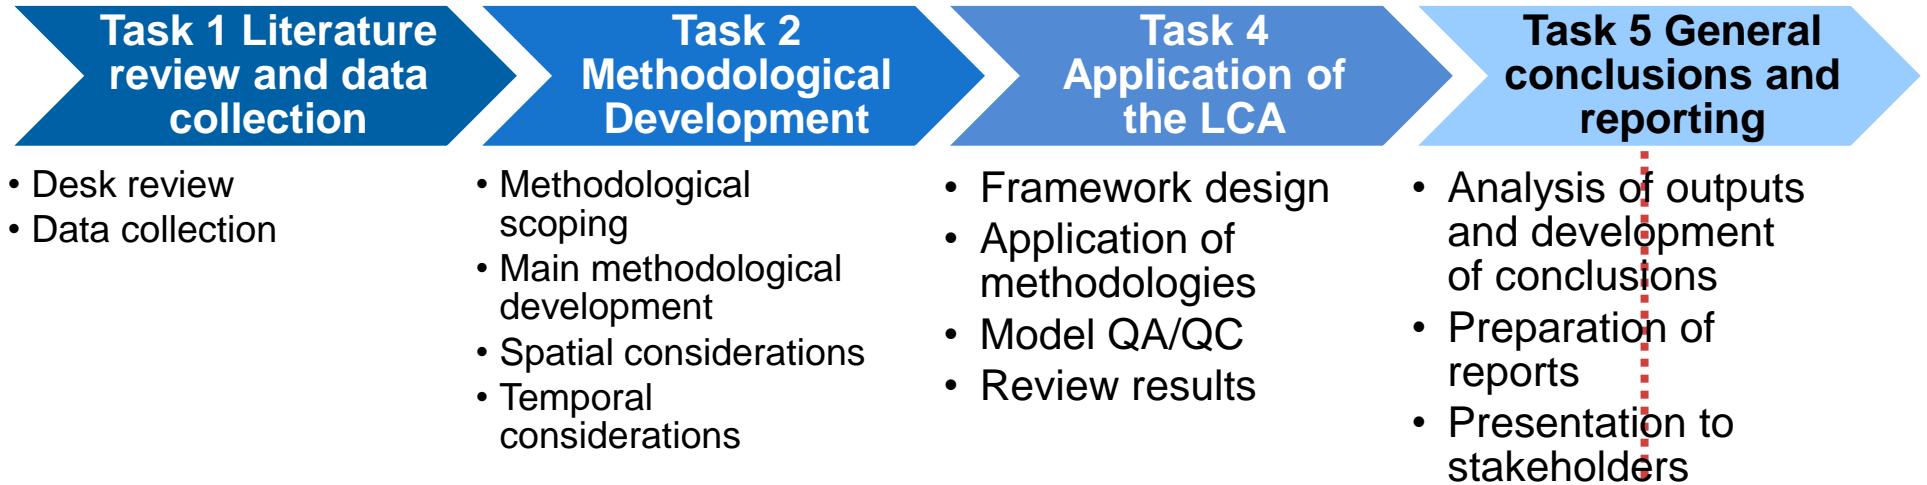 Task 1 Literature
review and data
collection
• Desk review
• Data collection
Task 2
Methodological
Development
• Methodological
scoping
• Main methodological
development
• Spatial considerations
• Temporal
considerations
Task 4
Application of
the LCA
• Framework design
• Application of
methodologies
• Model QA/QC
• Review results
Task 5 General
conclusions and
reporting
• Analysis of outputs
and development
of conclusions
• Preparation of
reports
• Presentation to
stakeholders